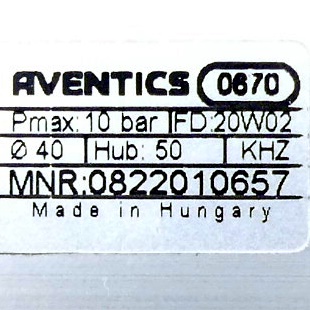 AVENTICS 0670
Pmax: 10 bar FD:20W02
Ø 40 Hub: 50 KHZ
MNR:0822010657
Made in Hungary